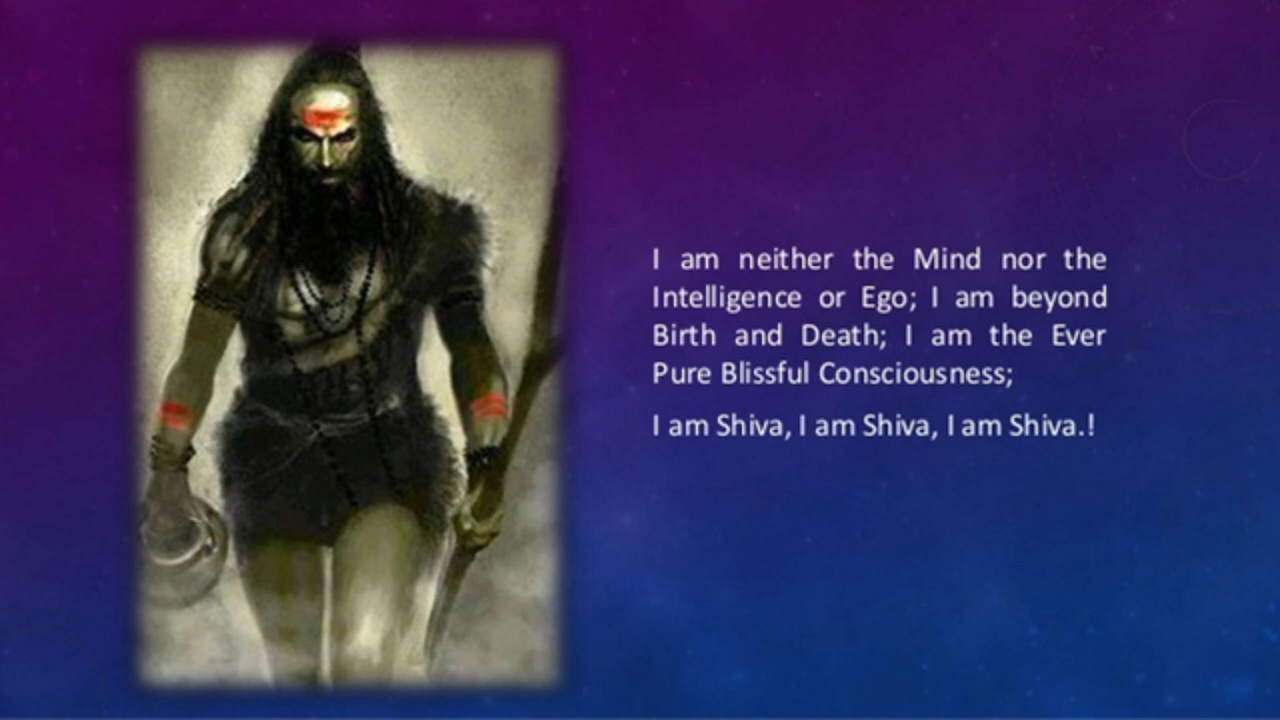 I am neither the Mind nor the
Intelligence or Ego; I am beyond
Birth and Death; I am the Ever
Pure Blissful Consciousness;
I am Shiva, I am Shiva, I am Shiva.!